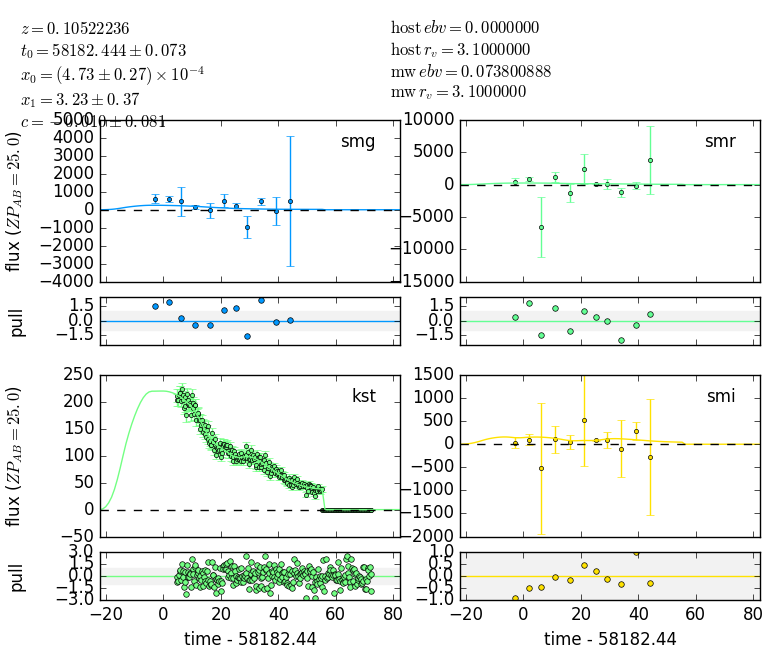 z = 0.10522236
t₀ = 58182.444 ± 0.073
x₀ = (4.73 ± 0.27) × 10⁻⁴
x₁ = 3.23 ± 0.37
c = −0.010 ± 0.081
host ebv = 0.0000000
host r_v = 3.1000000
mw ebv = 0.073800888
mw r_v = 3.1000000
smg
5000
4000
3000
2000
1000
0
−1000
−2000
−3000
−4000
flux (ZP_AB = 25.0)
smr
10000
5000
0
−5000
−10000
−15000
pull
1.5
0.0
−1.5
1.5
0.0
−1.5
kst
250
200
150
100
50
0
−50
flux (ZP_AB = 25.0)
smi
1500
1000
500
0
−500
−1000
−1500
−2000
pull
3.0
1.5
0.0
−1.5
−3.0
1.0
0.5
0.0
−0.5
−1.0
−20 0 20 40 60 80
time - 58182.44
−20 0 20 40 60 80
time - 58182.44